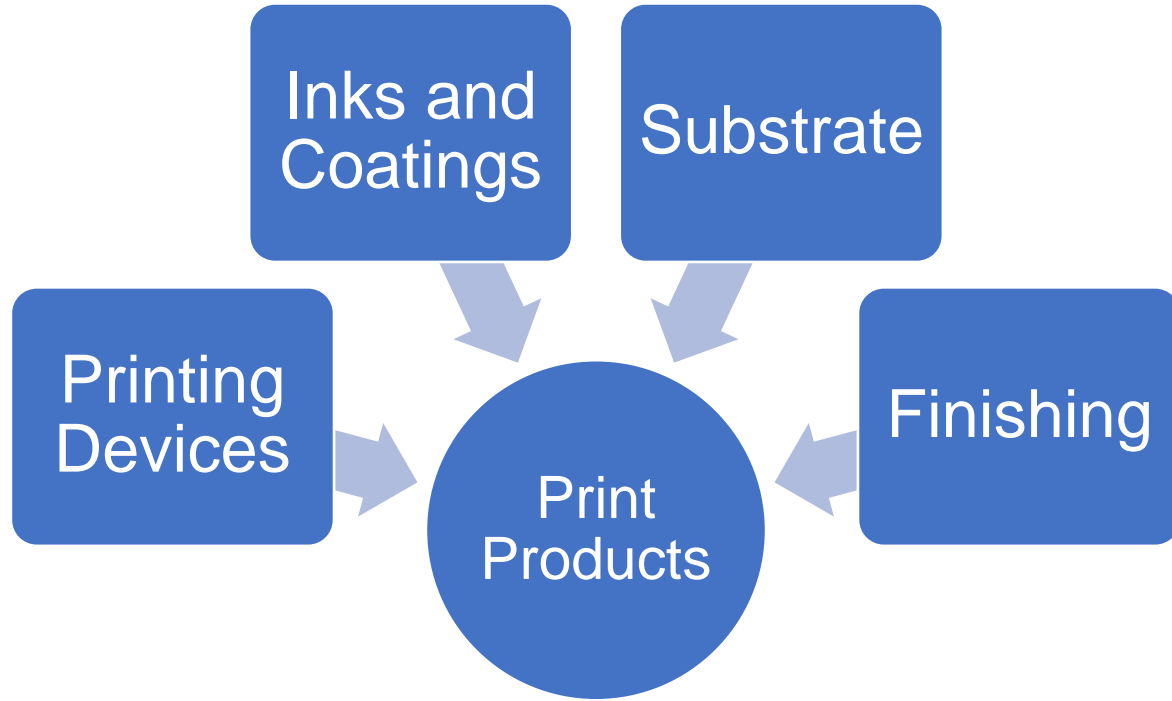 Inks and
Coatings
Substrate
Printing
Devices
Finishing
Print
Products